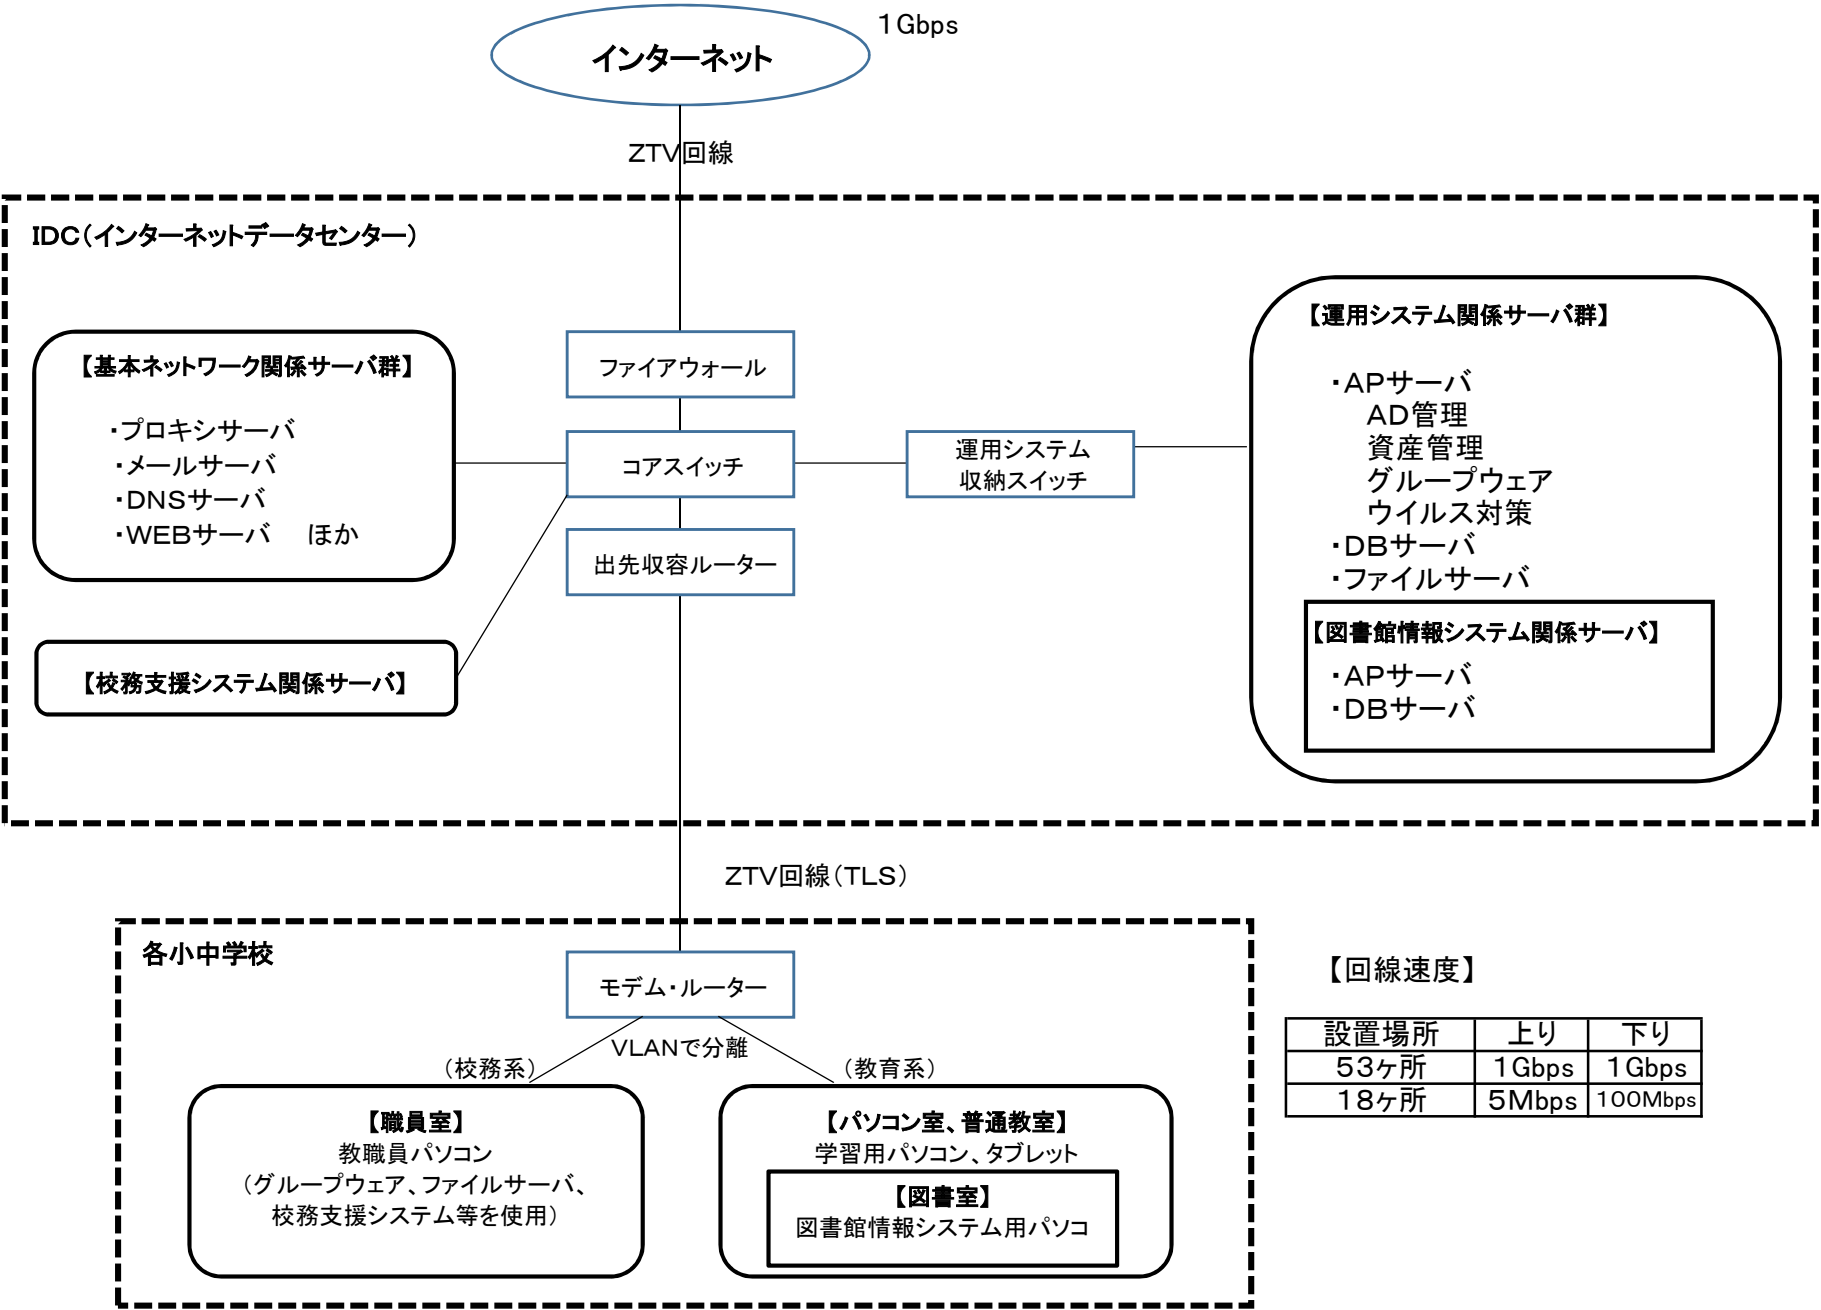 インターネット
1Gbps
ZTV回線
IDC(インターネットデータセンター)
【基本ネットワーク関係サーバ群】
・プロキシサーバ
・メールサーバ
・DNSサーバ
・WEBサーバ　ほか
【校務支援システム関係サーバ】
ファイアウォール
コアスイッチ
出先収容ルーター
運用システム
収納スイッチ
【運用システム関係サーバ群】
・APサーバ
AD管理
資産管理
グループウェア
ウイルス対策
・DBサーバ
・ファイルサーバ
【図書館情報システム関係サーバ】
・APサーバ
・DBサーバ
ZTV回線(TLS)
各小中学校
モデム・ルーター
VLANで分離
(校務系)
(教育系)
【職員室】
教職員パソコン
(グループウェア、ファイルサーバ、
校務支援システム等を使用)
【パソコン室、普通教室】
学習用パソコン、タブレット
【図書室】
図書館情報システム用パソコ
【回線速度】
設置場所 上り 下り
53ヶ所 1Gbps 1Gbps
18ヶ所 5Mbps 100Mbps